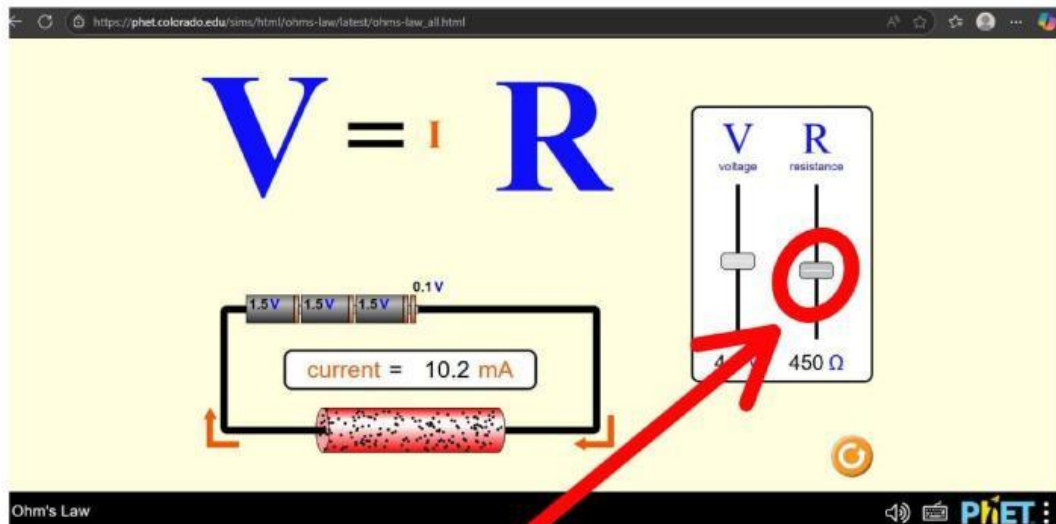 https://phet.colorado.edu/sims/html/ohms-law/latest/ohms-law_all.html
V = I R
V R
voltage resistance
0.1 V
1.5 V 1.5 V 1.5 V
current = 10.2 mA
450 Ω
Ohm's Law
PhET